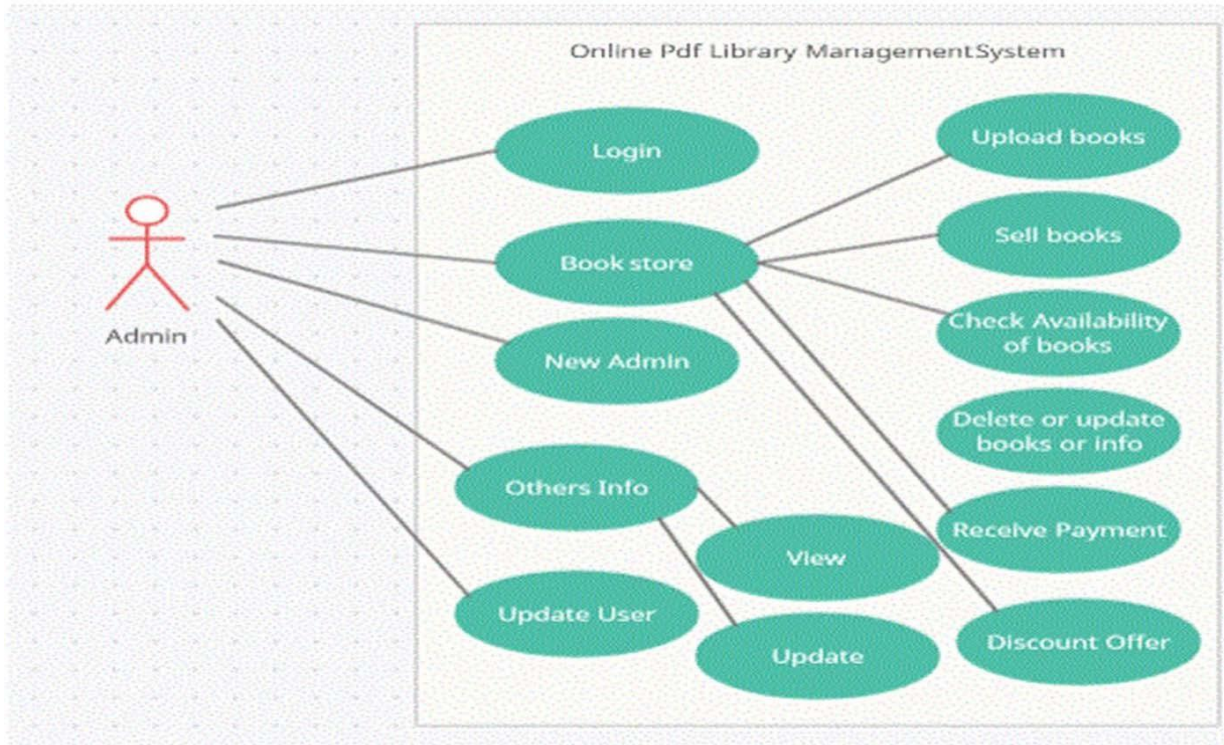 Online Pdf Library ManagementSystem
Login
Upload books
Book store
Sell books
New AdmIn
Check Availability
of books
Admin
Delete or update
books or Info
Others Info
Receive Payment
View
Update User
Update
Discount Offer